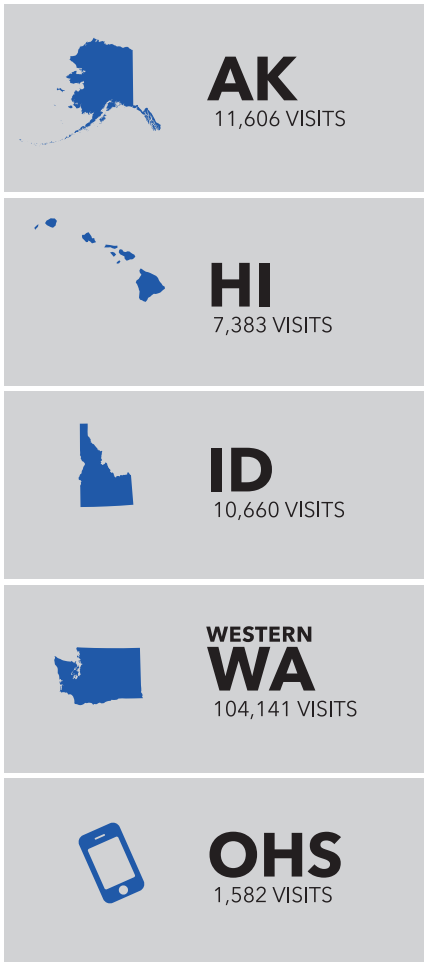 AK
11,606 VISITS
HI
7,383 VISITS
ID
10,660 VISITS
WESTERN
WA
104,141 VISITS
OHS
1,582 VISITS